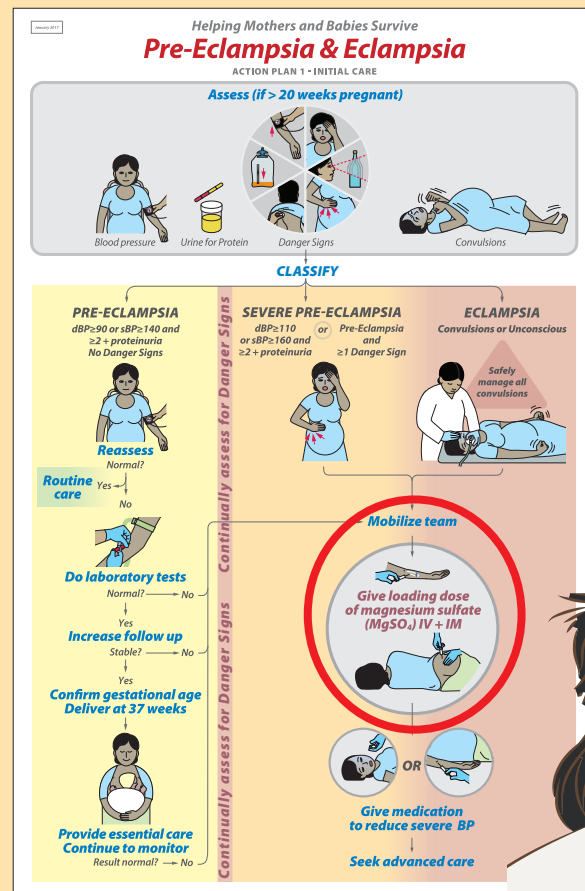 January 2017
Helping Mothers and Babies Survive
Pre-Eclampsia & Eclampsia
ACTION PLAN 1 - INITIAL CARE
Assess (if > 20 weeks pregnant)
Blood pressure
Urine for Protein
Danger Signs
Convulsions
CLASSIFY
PRE-ECLAMPSIA
dBP≥90 or sBP≥140 and
≥2 + proteinuria
No Danger Signs
Reassess
Normal?
Routine
care
Yes
No
Do laboratory tests
Normal?
No
Yes
Increase follow up
Stable?
No
Yes
Confirm gestational age
Deliver at 37 weeks
Provide essential care
Continue to monitor
Result normal?
No
Continually assess for Danger Signs
Continually assess for Danger Signs
SEVERE PRE-ECLAMPSIA
dBP≥110
or sBP≥160 and
≥2 + proteinuria
or
Pre-Eclampsia
and
≥1 Danger Sign
ECLAMPSIA
Convulsions or Unconscious
Safely
manage all
convulsions
Mobilize team
Give loading dose
of magnesium sulfate
(MgSO₄) IV + IM
OR
Give medication
to reduce severe BP
Seek advanced care